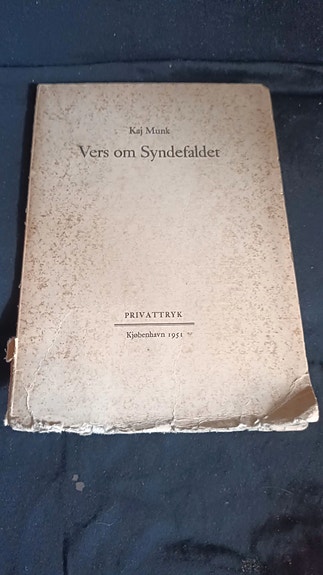 Kaj Munk
Vers om Syndefaldet
PRIVATTRYK
Kjøbenhavn 1951